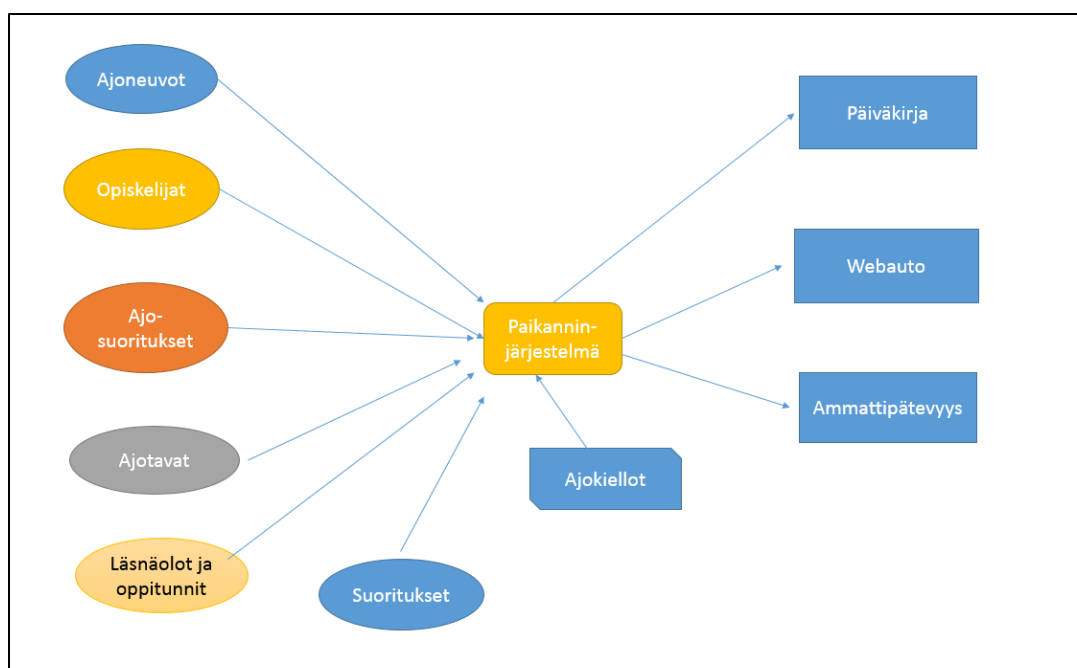 Ajoneuvot
Opiskelijat
Ajo-
suoritukset
Ajotavat
Läsnäolot ja
oppitunnit
Suoritukset
Paikannin-
järjestelmä
Ajokiellot
Päiväkirja
Webauto
Ammattipätevyys